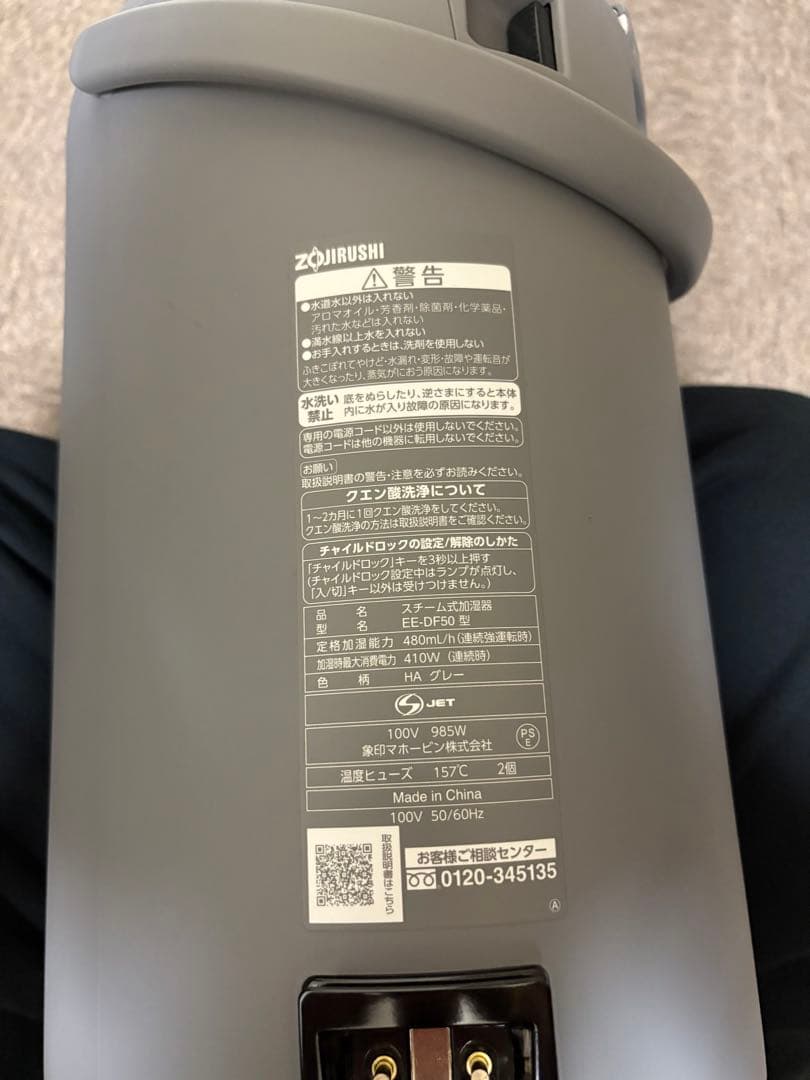 ZOJIRUSHI
警告
●水道水以外は入れない
アロマオイル・芳香剤・除菌剤・化学薬品・
汚れた水などは入れない
●満水線以上水を入れない
●お手入れするときは、洗剤を使用しない
ふきこぼれてやけど・水漏れ・変形・故障や運転音が
大きくなったり、蒸気がにおう原因になります。
水洗い禁止
底をぬらしたり、逆さまにすると本体
内に水が入り故障の原因になります。
専用の電源コード以外は使用しないでください。
電源コードは他の機器に転用しないでください。
お願い
取扱説明書の警告・注意を必ずお読みください。
クエン酸洗浄について
1～2カ月に1回クエン酸洗浄をしてください。
クエン酸洗浄の方法は取扱説明書をご確認ください。
チャイルドロックの設定/解除のしかた
「チャイルドロック」キーを3秒以上押す
(チャイルドロック設定中はランプが点灯し、
「入/切」キー以外は受けつけません。)
品名 スチーム式加湿器
型名 EE-DF50 型
定格加湿能力 480mL/h (連続強運転時)
加湿時最大消費電力 410W (連続時)
色柄 HA グレー
S JET
100V 985W
象印マホービン株式会社
PS
E
温度ヒューズ 157℃ 2個
Made in China
100V 50/60Hz
取扱説明書はこちら
お客様ご相談センター
0120-345135
A